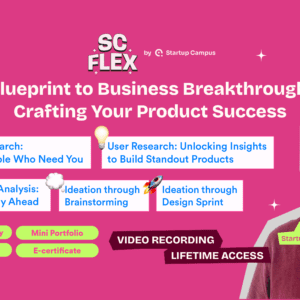 SC
FLEX
by Startup Campus
lueprint to Business Breakthrough
Crafting Your Product Success
arch:
ple Who Need You
User Research: Unlocking Insights
to Build Standout Products
Analysis:
y Ahead
Ideation through
Brainstorming
Ideation through
Design Sprint
y
Mini Portfolio
E-certificate
VIDEO RECORDING
LIFETIME ACCESS
Start